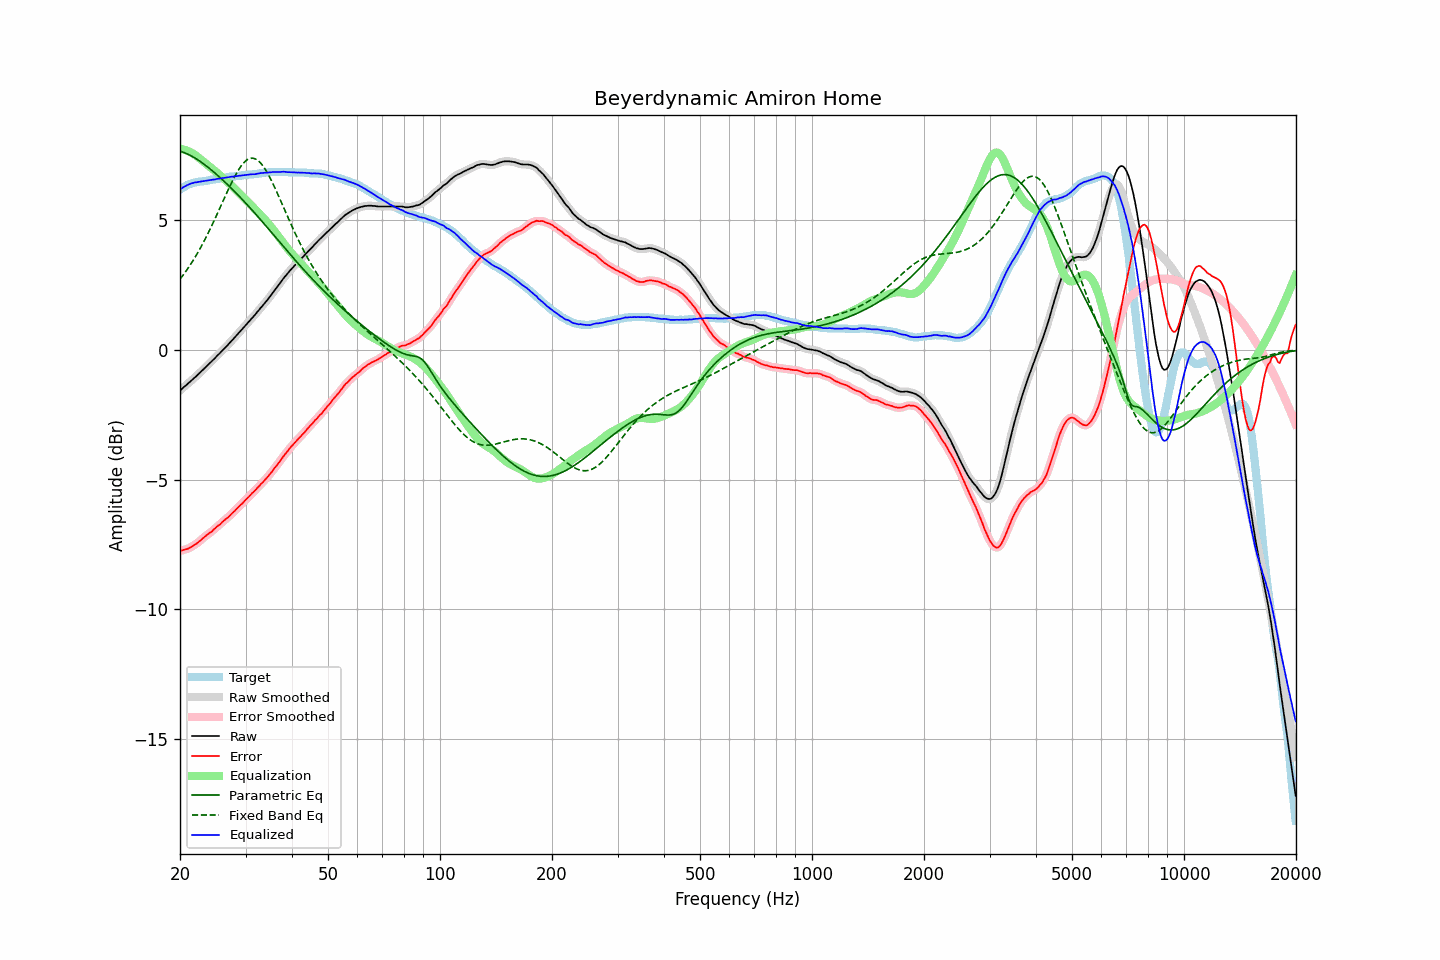 Beyerdynamic Amiron Home
Amplitude (dBr)
5
0
−5
−10
−15
Target
Raw Smoothed
Error Smoothed
Raw
Error
Equalization
Parametric Eq
Fixed Band Eq
Equalized
20 50 100 200 500 1000 2000 5000 10000 20000
Frequency (Hz)